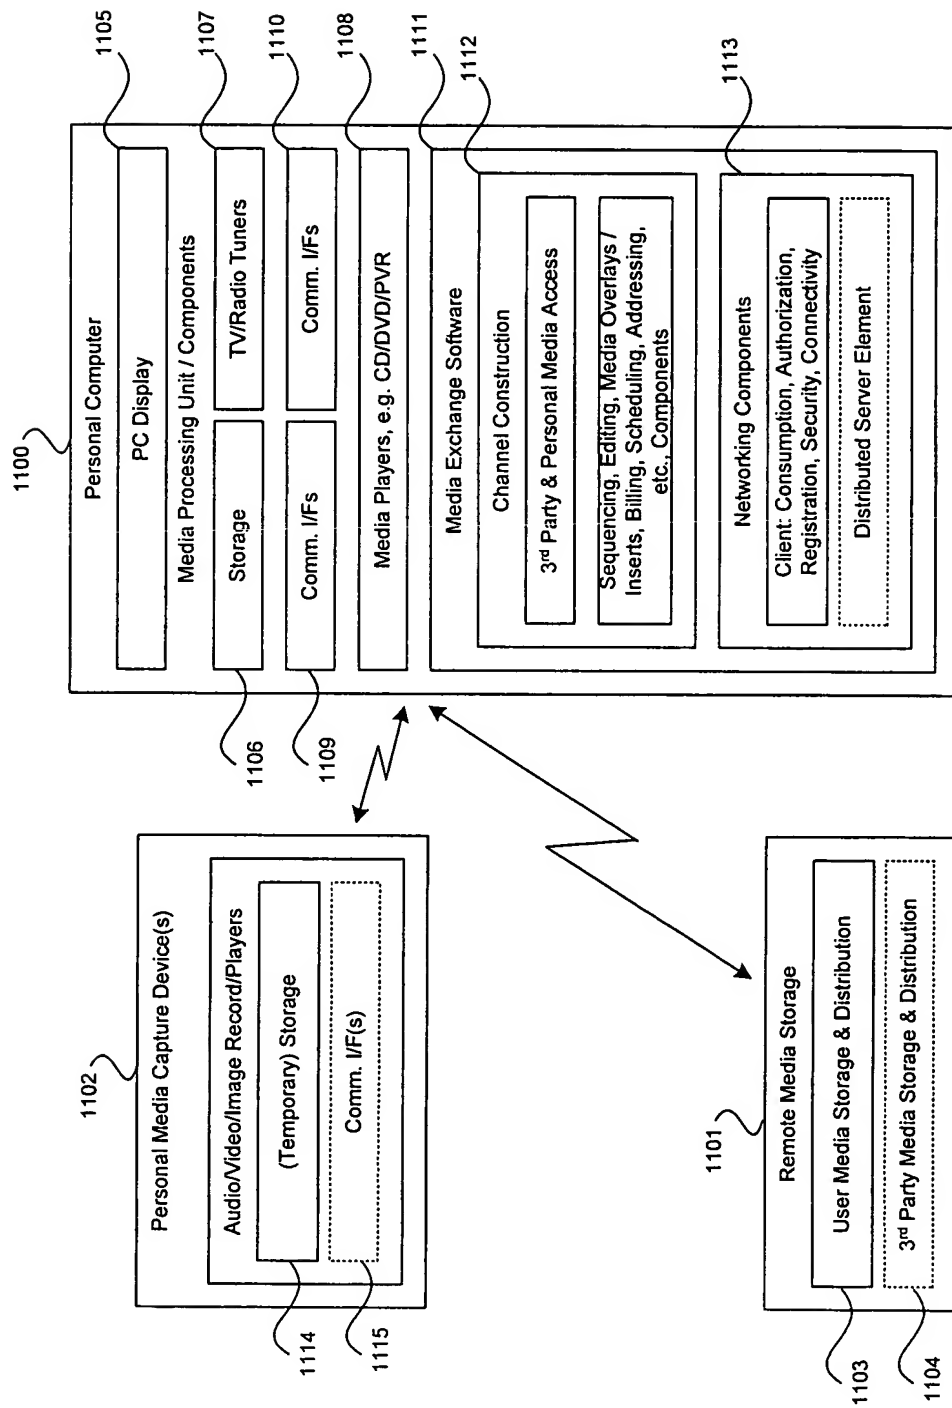 1100
Personal Computer
1105
PC Display
Media Processing Unit / Components
1106
Storage
TV/Radio Tuners
1107
1109
Comm. I/Fs
Comm. I/Fs
1110
Media Players, e.g. CD/DVD/PVR
1108
Media Exchange Software
1111
Channel Construction
1112
3rd Party & Personal Media Access
Sequencing, Editing, Media Overlays /
Inserts, Billing, Scheduling, Addressing,
etc., Components
Networking Components
1113
Client: Consumption, Authorization,
Registration, Security, Connectivity
Distributed Server Element
1102
Personal Media Capture Device(s)
Audio/Video/Image Record/Players
1114
(Temporary) Storage
1115
Comm. I/F(s)
1101
Remote Media Storage
1103
User Media Storage & Distribution
1104
3rd Party Media Storage & Distribution